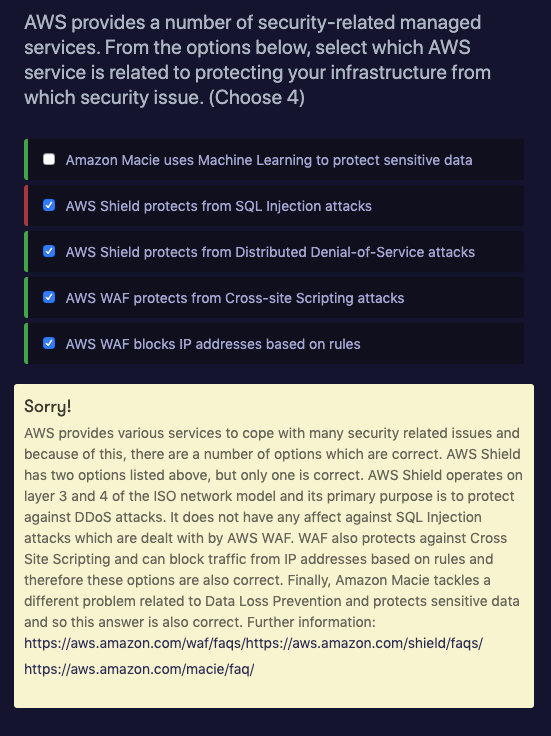 AWS provides a number of security-related managed
services. From the options below, select which AWS
service is related to protecting your infrastructure from
which security issue. (Choose 4)
Amazon Macie uses Machine Learning to protect sensitive data
AWS Shield protects from SQL Injection attacks
AWS Shield protects from Distributed Denial-of-Service attacks
AWS WAF protects from Cross-site Scripting attacks
AWS WAF blocks IP addresses based on rules
Sorry!
AWS provides various services to cope with many security related issues and
because of this, there are a number of options which are correct. AWS Shield
has two options listed above, but only one is correct. AWS Shield operates on
layer 3 and 4 of the ISO network model and its primary purpose is to protect
against DDoS attacks. It does not have any affect against SQL Injection
attacks which are dealt with by AWS WAF. WAF also protects against Cross
Site Scripting and can block traffic from IP addresses based on rules and
therefore these options are also correct. Finally, Amazon Macie tackles a
different problem related to Data Loss Prevention and protects sensitive data
and so this answer is also correct. Further information:
https://aws.amazon.com/waf/faqs/https://aws.amazon.com/shield/faqs/
https://aws.amazon.com/macie/faq/